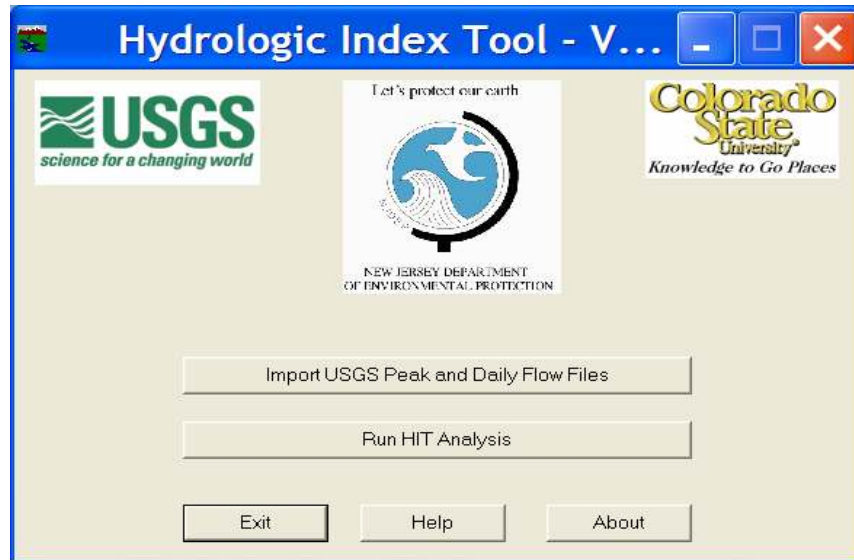 Hydrologic Index Tool - V...
USGS
science for a changing world
Let's protect our earth
NJDEP
NEW JERSEY DEPARTMENT
OF ENVIRONMENTAL PROTECTION
Colorado
State
University
Knowledge to Go Places
Import USGS Peak and Daily Flow Files
Run HIT Analysis
Exit
Help
About